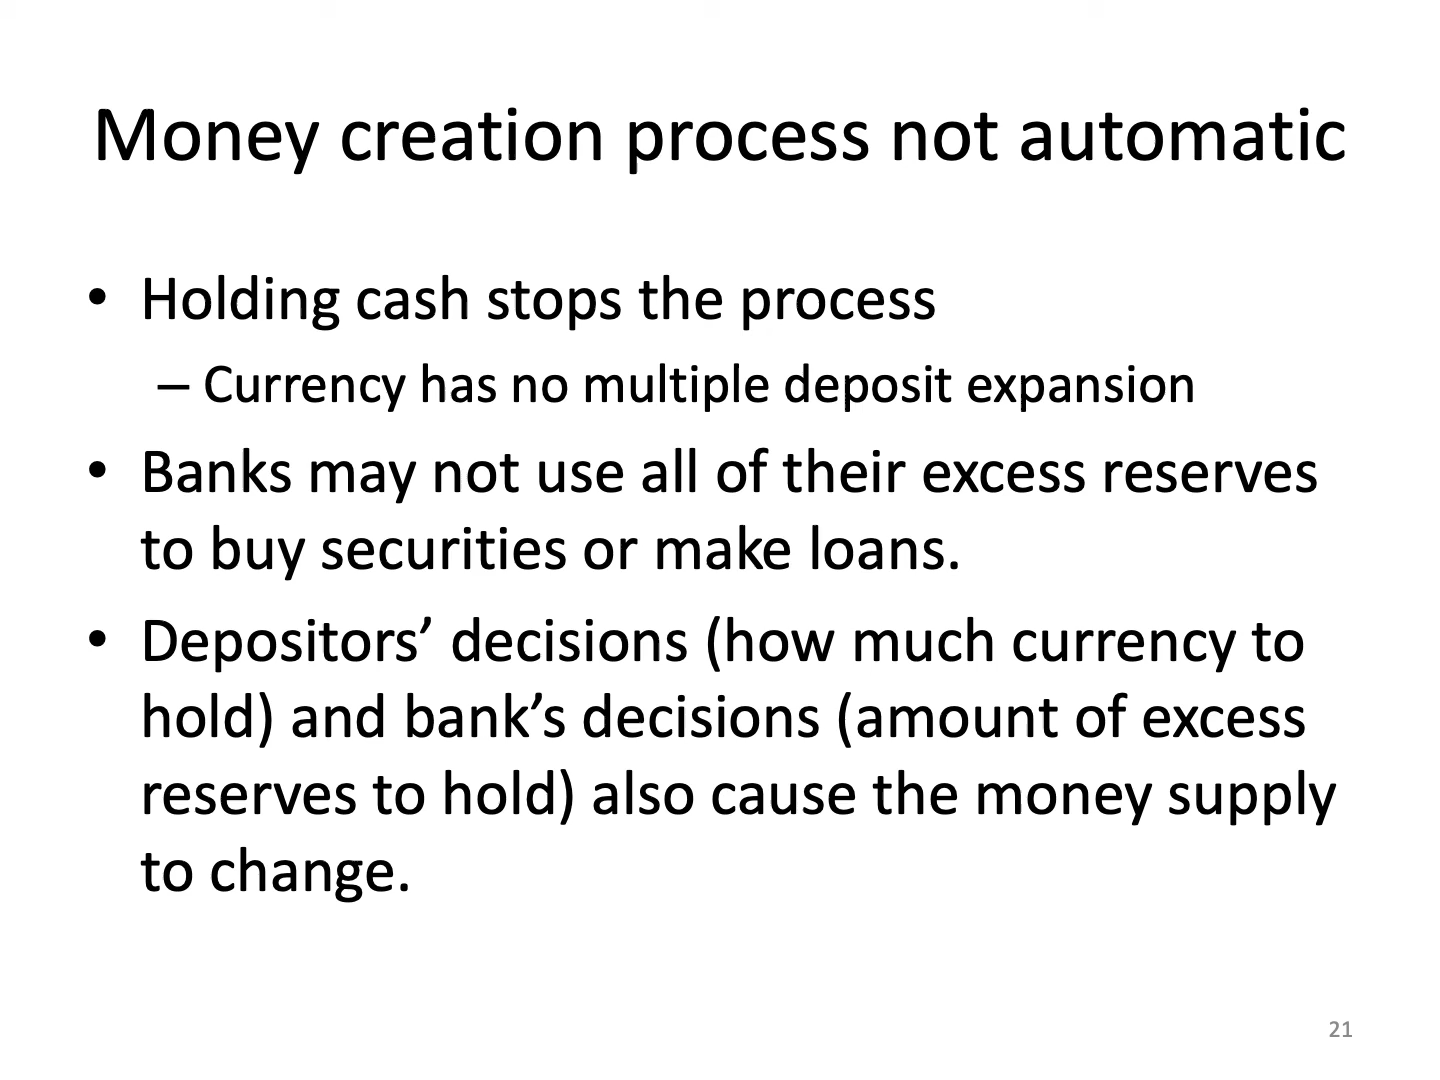 Money creation process not automatic
• Holding cash stops the process
– Currency has no multiple deposit expansion
• Banks may not use all of their excess reserves
to buy securities or make loans.
• Depositors’ decisions (how much currency to
hold) and bank’s decisions (amount of excess
reserves to hold) also cause the money supply
to change.
21